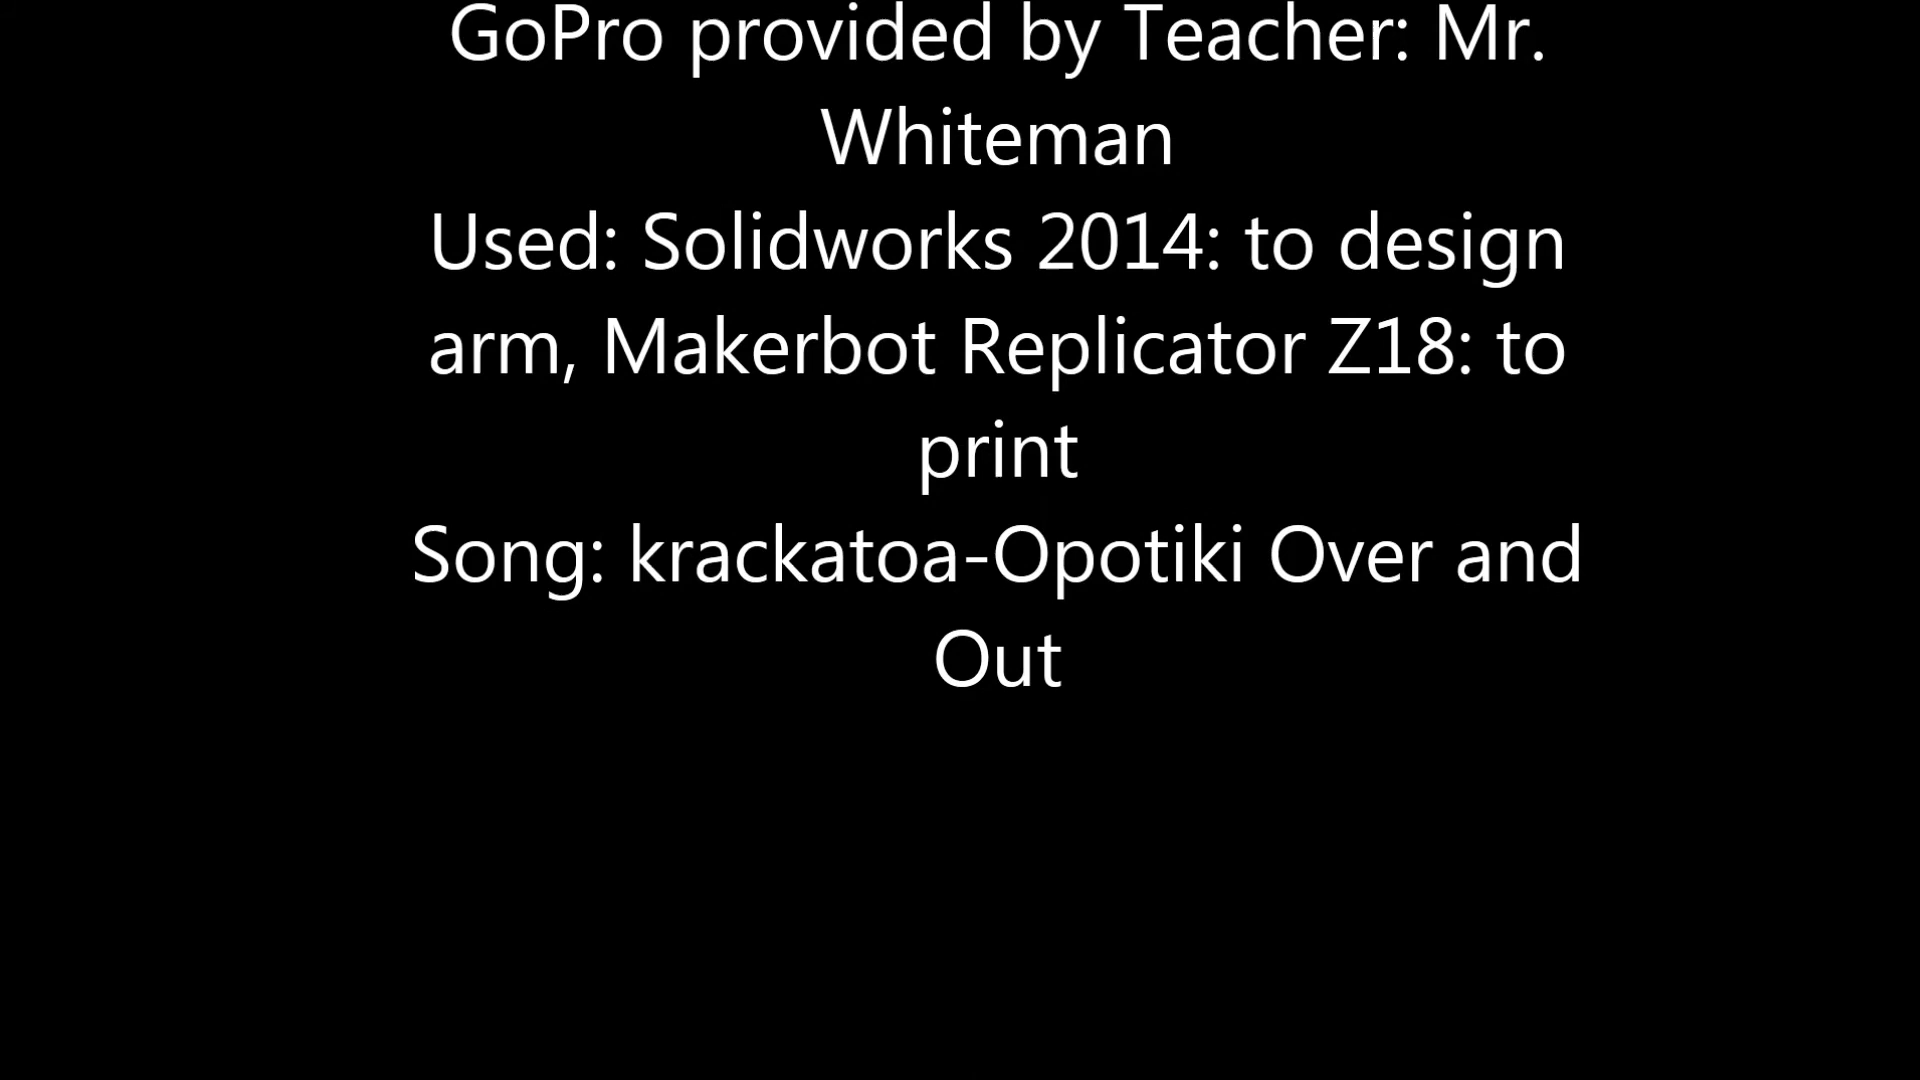 GoPro provided by Teacher: Mr.
Whiteman
Used: Solidworks 2014: to design
arm, Makerbot Replicator Z18: to
print
Song: krackatoa-Opotiki Over and
Out